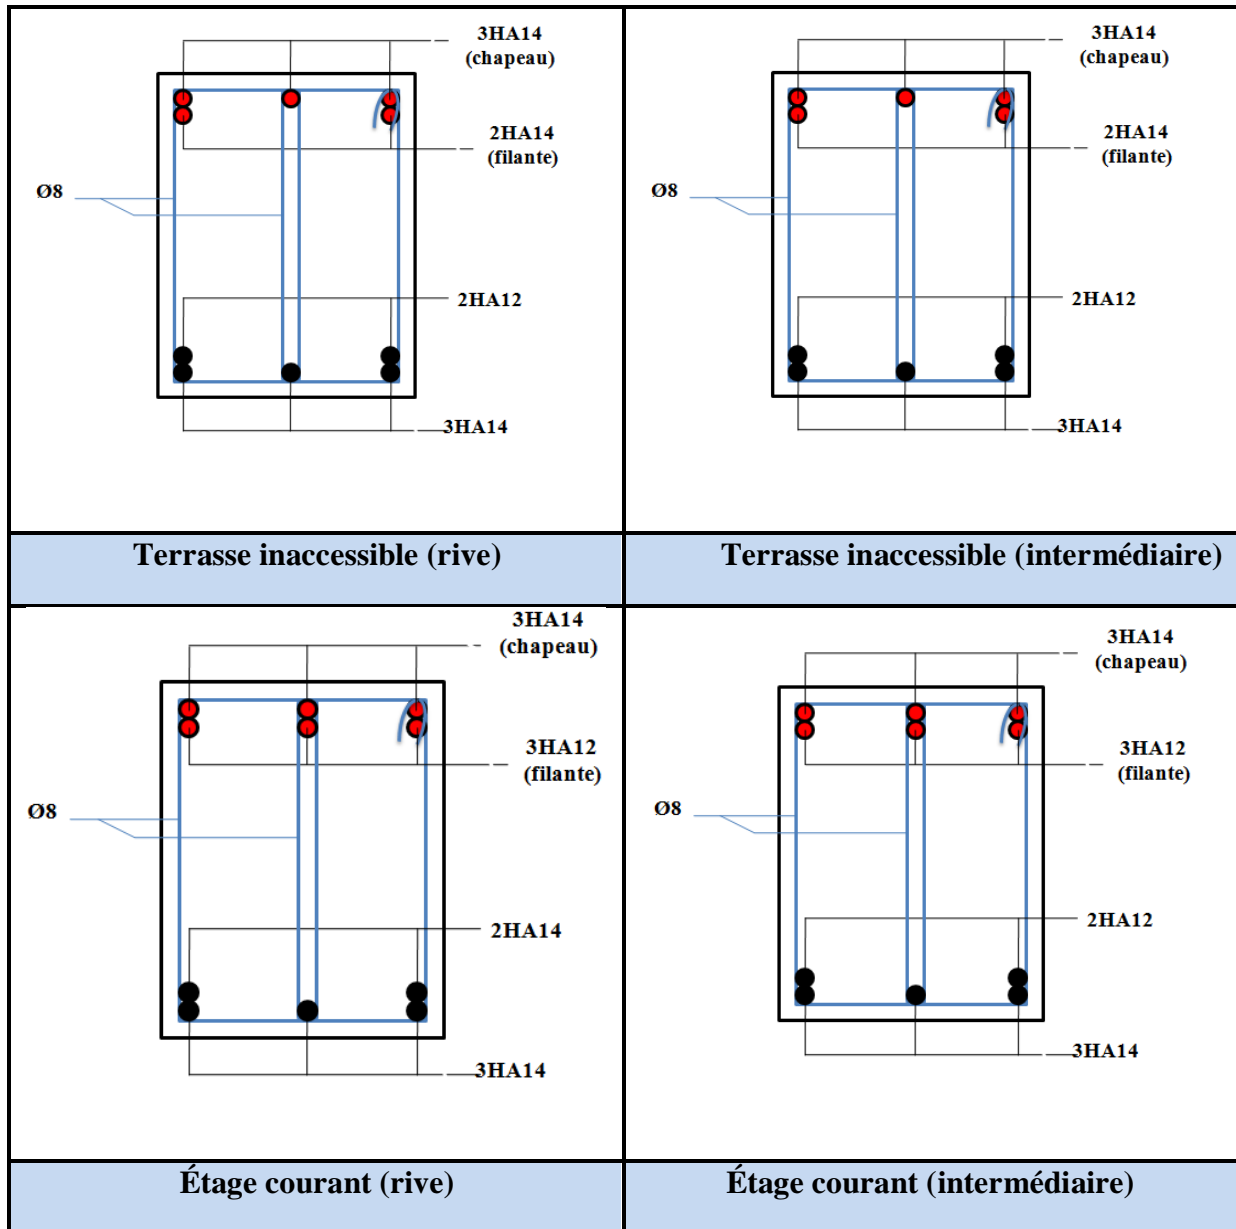 3HA14
(chapeau)
2HA14
(filante)
Ø8
2HA12
3HA14
3HA14
(chapeau)
2HA14
(filante)
Ø8
2HA12
3HA14
Terrasse inaccessible (rive)
Terrasse inaccessible (intermédiaire)
3HA14
(chapeau)
3HA12
(filante)
Ø8
2HA14
3HA14
3HA14
(chapeau)
3HA12
(filante)
Ø8
2HA12
3HA14
Étage courant (rive)
Étage courant (intermédiaire)